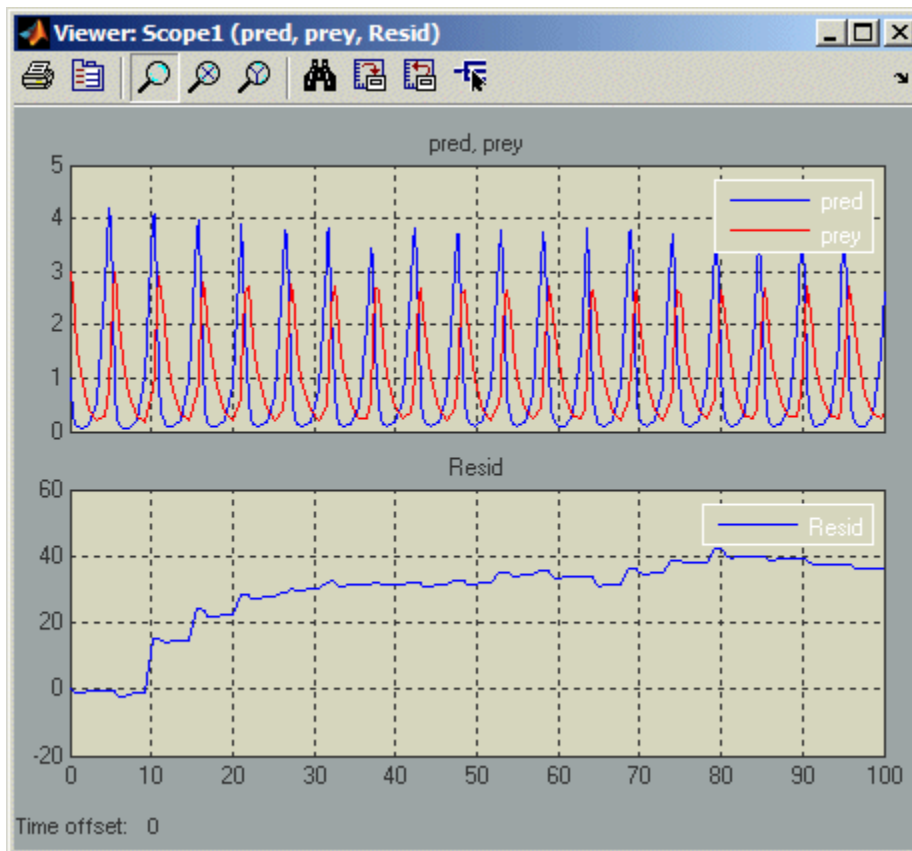 Viewer: Scope1 (pred, prey, Resid)
pred, prey
5
4
3
2
1
0
pred
prey
Resid
60
40
20
0
-20
Resid
0 10 20 30 40 50 60 70 80 90 100
Time offset: 0